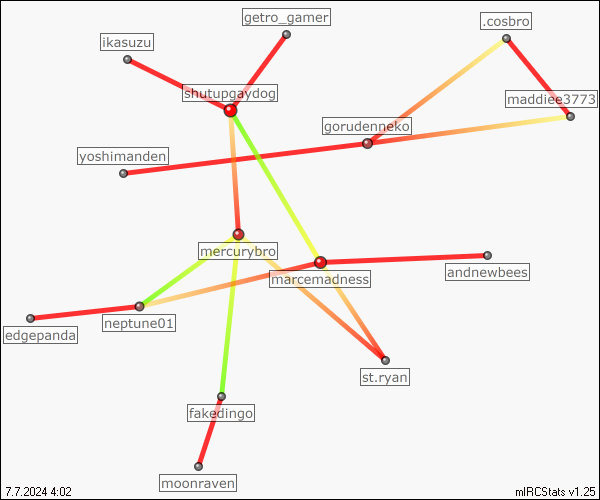 getro_gamer
.cosbro
ikasuzu
shutupgaydog
maddiee3773
gorudenneko
yoshimanden
mercurybro
marcemadness
andnewbees
neptune01
edgepanda
st.ryan
fakedingo
moonraven
7.7.2024 4:02
mIRCStats v1.25